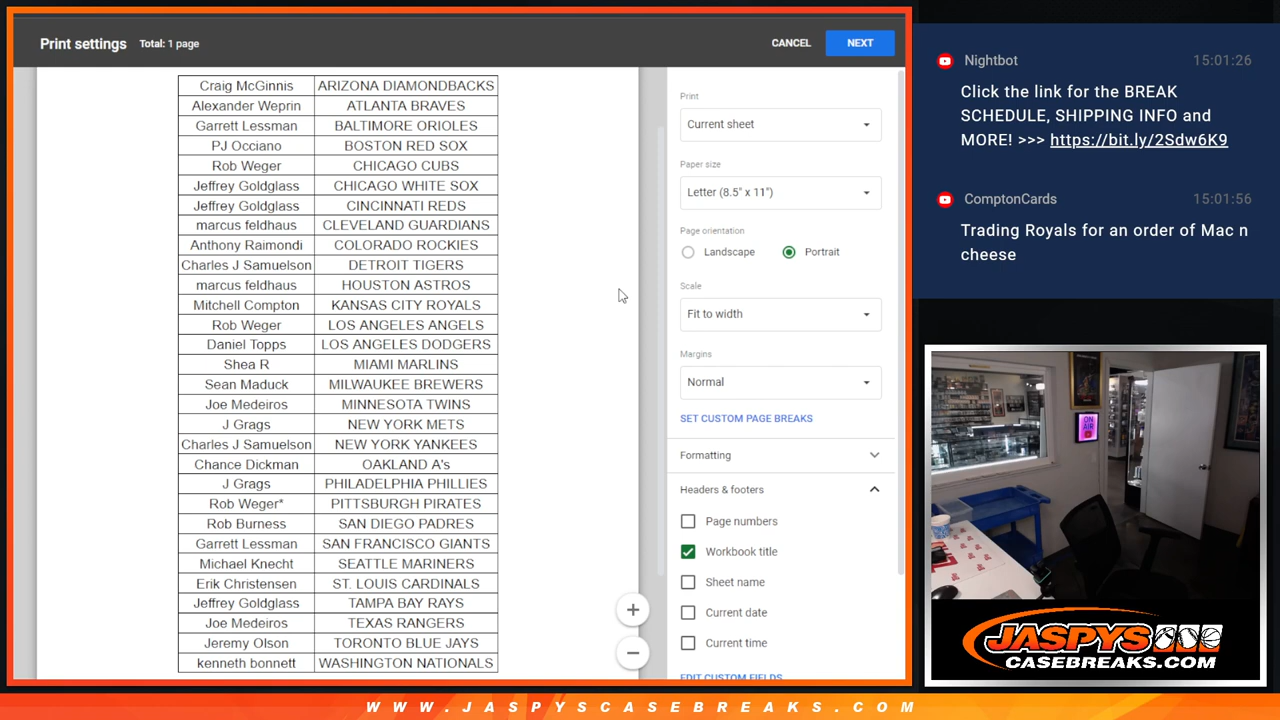 Print settings
Total: 1 page
CANCEL
NEXT
Craig McGinnis ARIZONA DIAMONDBACKS
Alexander Weprin ATLANTA BRAVES
Garrett Lessman BALTIMORE ORIOLES
PJ Occiano BOSTON RED SOX
Rob Weger CHICAGO CUBS
Jeffrey Goldglass CHICAGO WHITE SOX
Jeffrey Goldglass CINCINNATI REDS
marcus feldhaus CLEVELAND GUARDIANS
Anthony Raimondi COLORADO ROCKIES
Charles J Samuelson DETROIT TIGERS
marcus feldhaus HOUSTON ASTROS
Mitchell Compton KANSAS CITY ROYALS
Rob Weger LOS ANGELES ANGELS
Daniel Topps LOS ANGELES DODGERS
Shea R MIAMI MARLINS
Sean Maduck MILWAUKEE BREWERS
Joe Medeiros MINNESOTA TWINS
J Grags NEW YORK METS
Charles J Samuelson NEW YORK YANKEES
Chance Dickman OAKLAND A's
J Grags PHILADELPHIA PHILLIES
Rob Weger* PITTSBURGH PIRATES
Rob Burness SAN DIEGO PADRES
Garrett Lessman SAN FRANCISCO GIANTS
Michael Knecht SEATTLE MARINERS
Erik Christensen ST. LOUIS CARDINALS
Jeffrey Goldglass TAMPA BAY RAYS
Joe Medeiros TEXAS RANGERS
Jeremy Olson TORONTO BLUE JAYS
kenneth bonnett WASHINGTON NATIONALS
Print
Current sheet
Paper size
Letter (8.5" x 11")
Page orientation
Landscape
Portrait
Scale
Fit to width
Margins
Normal
SET CUSTOM PAGE BREAKS
Formatting
Headers & footers
Page numbers
Workbook title
Sheet name
Current date
Current time
EDIT CUSTOM FIELDS
Nightbot 15:01:26
Click the link for the BREAK
SCHEDULE, SHIPPING INFO and
MORE! >>> https://bit.ly/2Sdw6K9
ComptonCards 15:01:56
Trading Royals for an order of Mac n
cheese
ON
AIR
JASPYS
CASEBREAKS.COM
WWW.JASPYSCASEBREAKS.COM